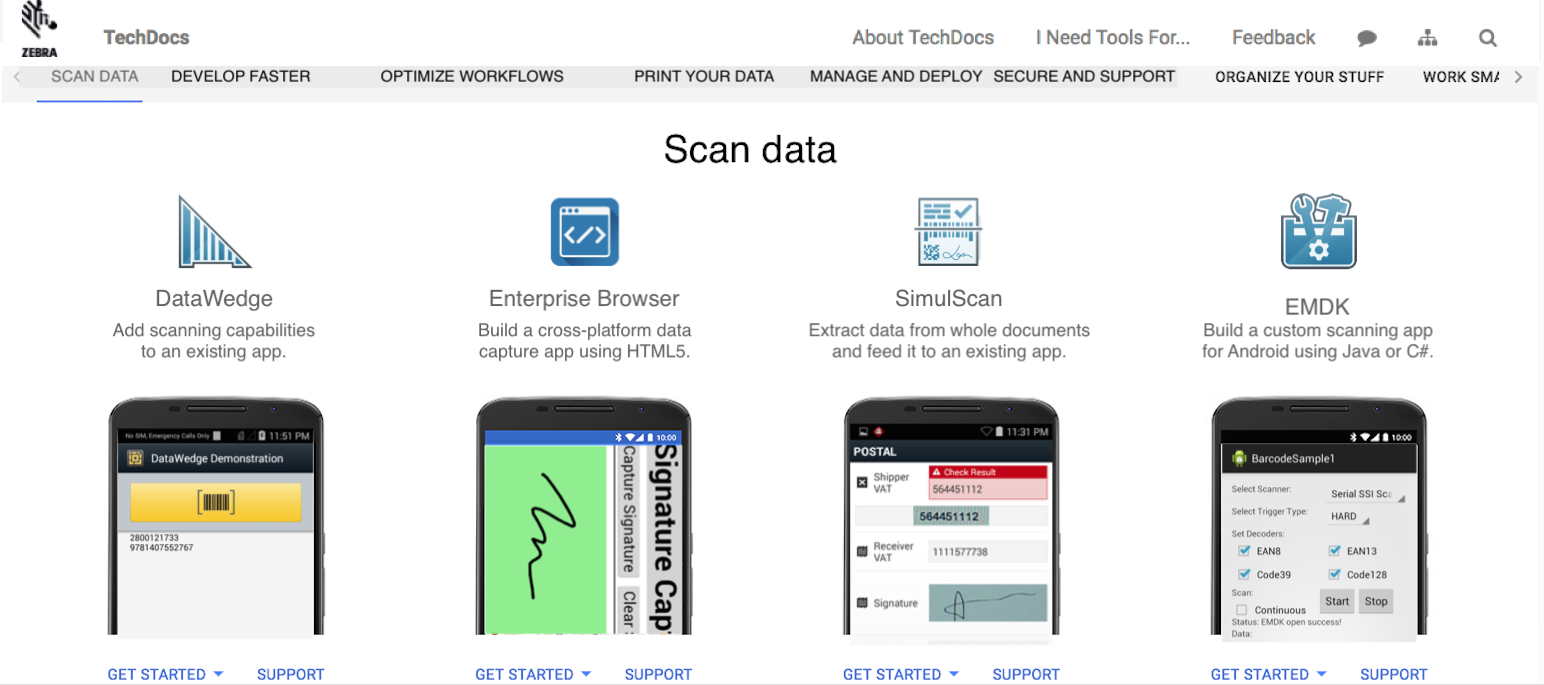 ZEBRA
TechDocs
About TechDocs
I Need Tools For...
Feedback
SCAN DATA
DEVELOP FASTER
OPTIMIZE WORKFLOWS
PRINT YOUR DATA
MANAGE AND DEPLOY
SECURE AND SUPPORT
ORGANIZE YOUR STUFF
WORK SMA
Scan data
DataWedge
Add scanning capabilities
to an existing app.
No SIM, Emergency Calls Only
11:51 PM
DataWedge Demonstration
2800121733
9781407552767
GET STARTED
SUPPORT
Enterprise Browser
Build a cross-platform data
capture app using HTML5.
10:00
Signature Cap
Capture Signature
Clear
GET STARTED
SUPPORT
SimulScan
Extract data from whole documents
and feed it to an existing app.
11:31 PM
POSTAL
Shipper
VAT
Check Result
564451112
564451112
Receiver
VAT
1111577738
Signature
GET STARTED
SUPPORT
EMDK
Build a custom scanning app
for Android using Java or C#.
10:00
BarcodeSample1
Select Scanner:
Serial SSI Sca
Select Trigger Type:
HARD
Set Decoders:
EAN8
EAN13
Code39
Code128
Scan:
Continuous
Start
Stop
Status: EMDK open success!
Data:
GET STARTED
SUPPORT